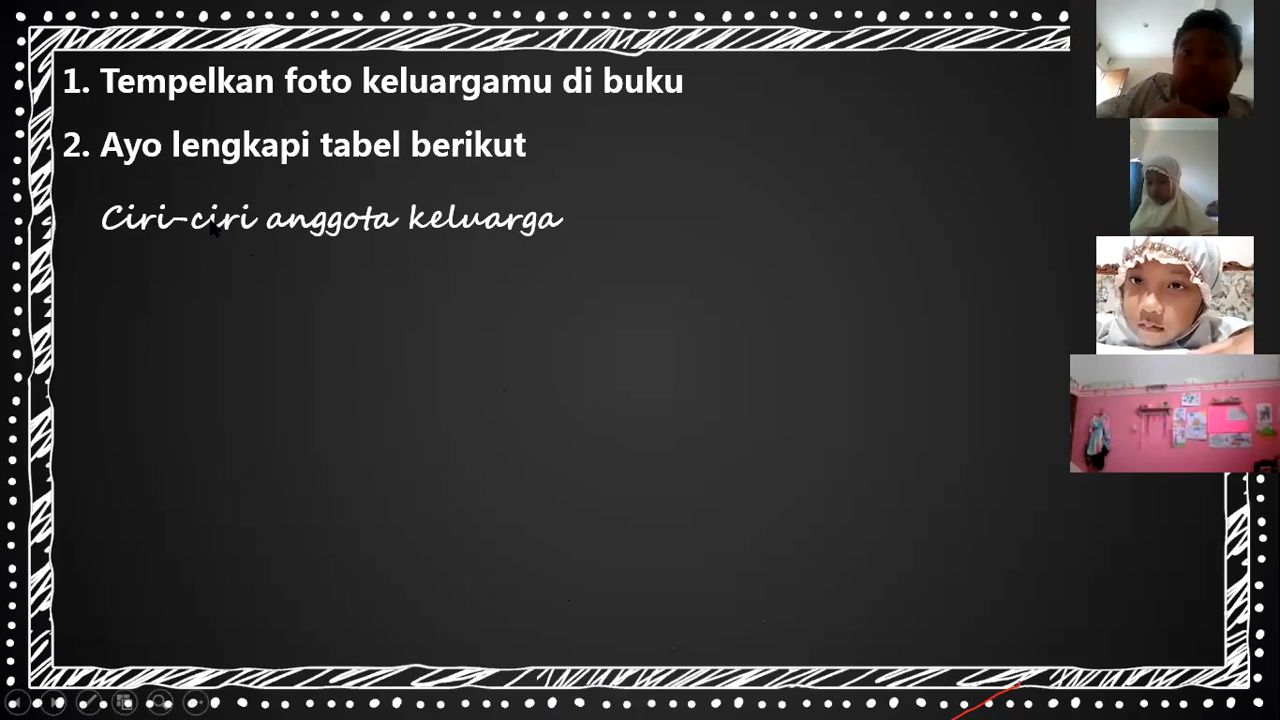 1. Tempelkan foto keluargamu di buku
2. Ayo lengkapi tabel berikut
Ciri-ciri anggota keluarga